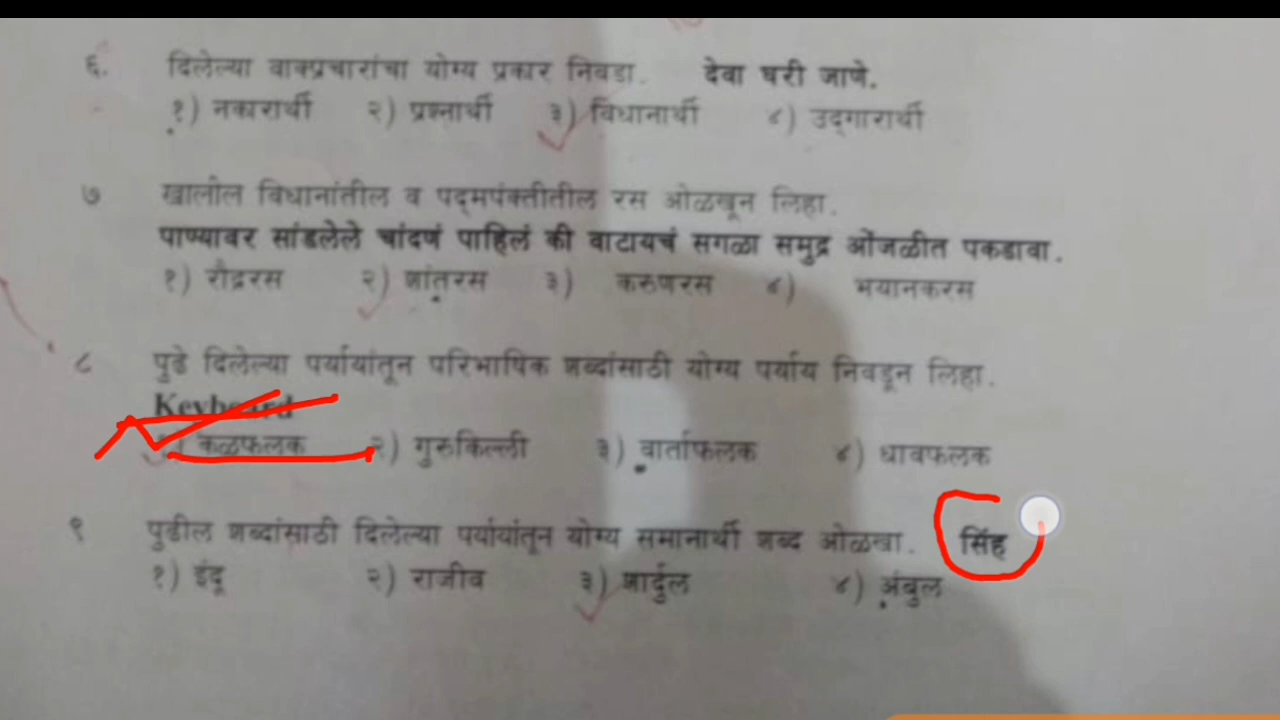 ६. दिलेल्या वाक्प्रचारांचा योग्य प्रकार निवडा. देवा घरी जाणे.
१) नकारार्थी २) प्रश्नार्थी ३) विधानार्थी ४) उद्‌गारार्थी
७ खालील विधानांतील व पद्मपंक्तीतील रस ओळखून लिहा.
पाण्यावर सांडलेले चांदणं पाहिलं की वाटायचं सगळा समुद्र ओंजळीत पकडावा.
१) रौद्ररस २) शांतरस ३) करुणरस ४) भयानकरस
८ पुढे दिलेल्या पर्यायांतून परिभाषिक शब्दांसाठी योग्य पर्याय निवडून लिहा.
Keyboard
१) कळफलक २) गुरुकिल्ली ३) वार्ताफलक ४) धावफलक
९ पुढील शब्दांसाठी दिलेल्या पर्यायांतून योग्य समानार्थी शब्द ओळखा. सिंह
१) इंदू २) राजीव ३) शार्दुल ४) अंबुल